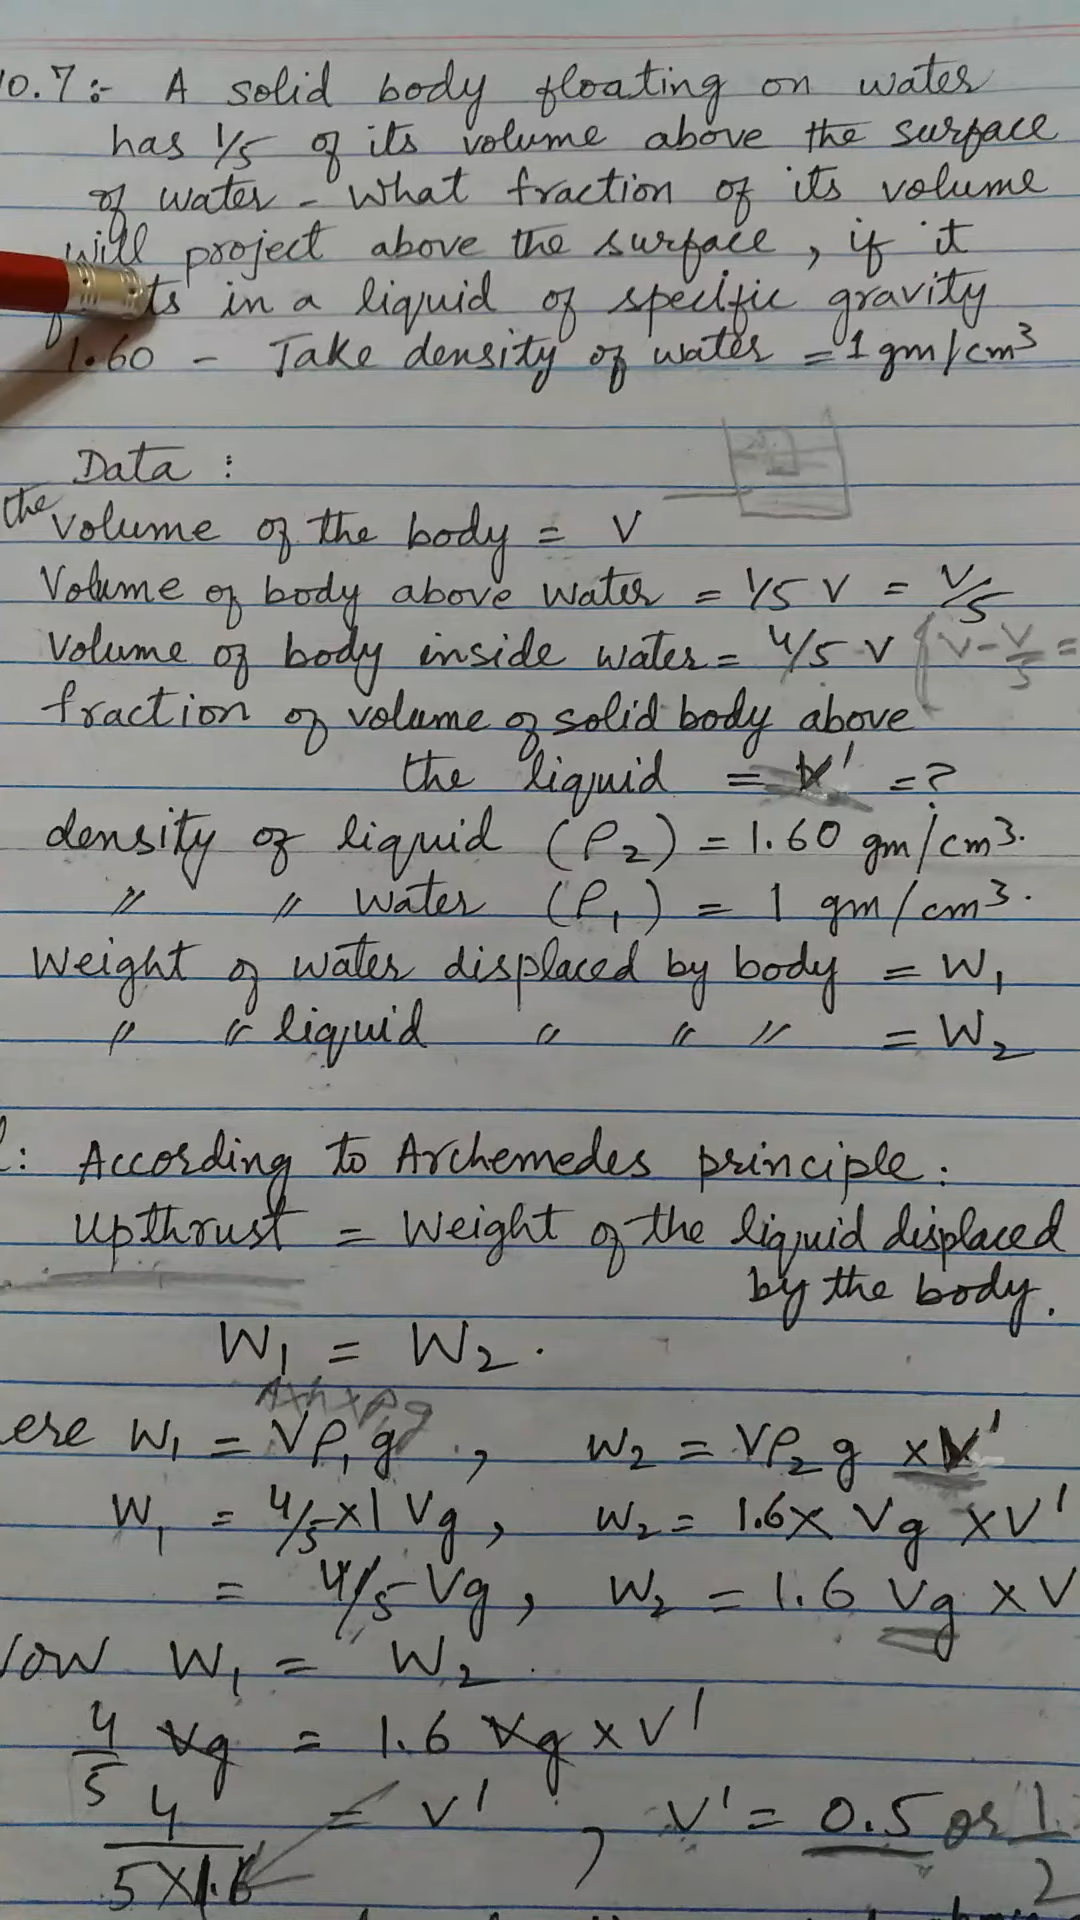 10.7:- A solid body floating on water
has 1/5 of its volume above the surface
of water - What fraction of its volume
will project above the surface, if it
in a liquid of specific gravity
1.60 - Take density of water = 1 gm/cm³
Data :
the
Volume of the body = V
Volume of body above water = 1/5 V = V/5
Volume of body inside water = 4/5 V { V - V/5 =
fraction of volume of solid body above
the liquid = V' = ?
density of liquid (ρ₂) = 1.60 gm/cm³.
" " water (ρ₁) = 1 gm/cm³.
Weight of water displaced by body = W₁
" " liquid " " " = W₂
: According to Archemedes principle:
Upthrust = Weight of the liquid displaced
by the body.
W₁ = W₂.
A×h×ρg
ere W₁ = Vρ₁g , W₂ = Vρ₂g × V'
W₁ = 4/5 × 1 Vg, W₂ = 1.6 × Vg × V'
= 4/5 Vg, W₂ = 1.6 Vg × V
Now W₁ = W₂.
4/5 Vg = 1.6 Vg × V'
4/(5×1.6) = V' , V' = 0.5 or 1/2